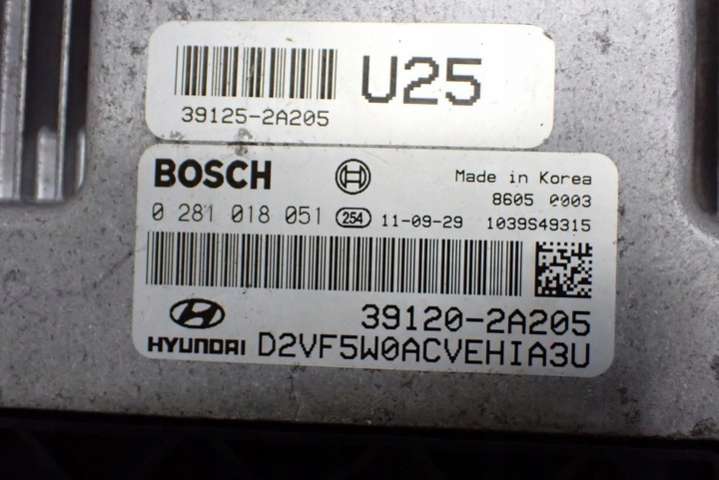 U25
39125-2A205
BOSCH Made in Korea
8605 0903
0 281 018 051 254 11-09-29 1039S49315
39120-2A205
HYUNDAI D2VF5W0ACVEHIA3U